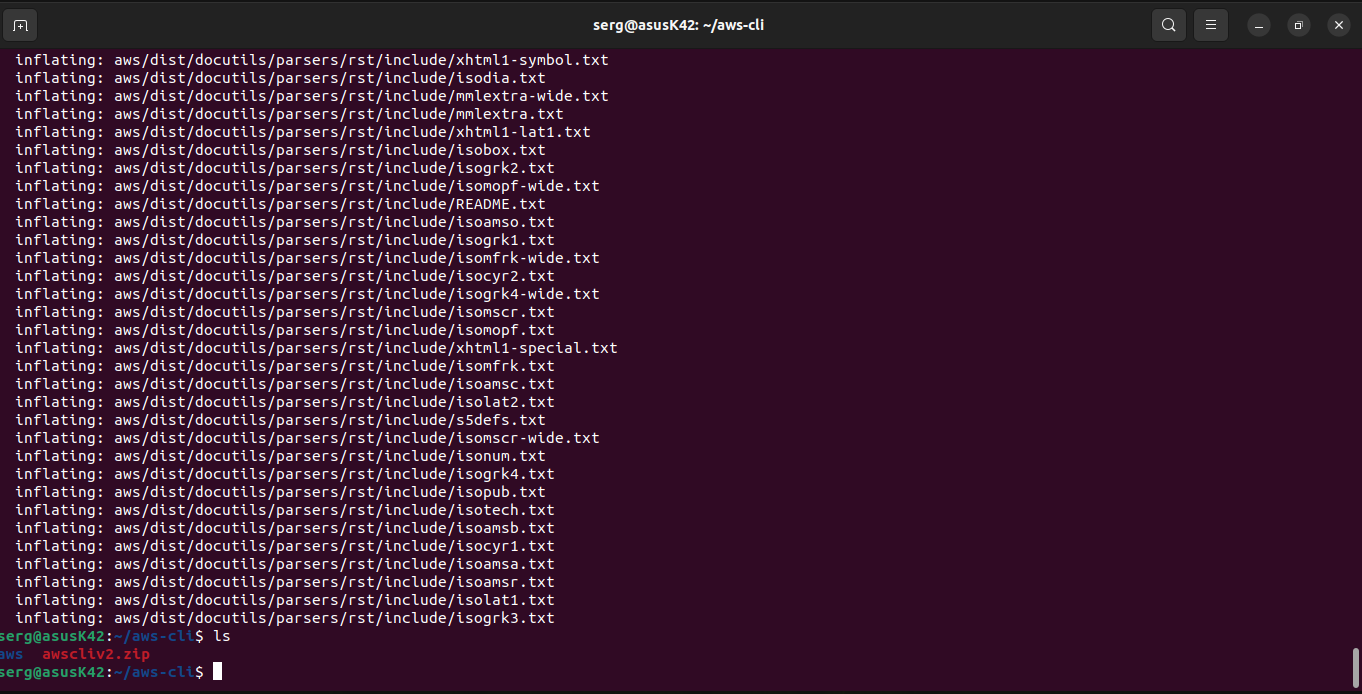 serg@asusK42: ~/aws-cli
inflating: aws/dist/docutils/parsers/rst/include/xhtml1-symbol.txt
inflating: aws/dist/docutils/parsers/rst/include/isodia.txt
inflating: aws/dist/docutils/parsers/rst/include/mmlextra-wide.txt
inflating: aws/dist/docutils/parsers/rst/include/mmlextra.txt
inflating: aws/dist/docutils/parsers/rst/include/xhtml1-lat1.txt
inflating: aws/dist/docutils/parsers/rst/include/isobox.txt
inflating: aws/dist/docutils/parsers/rst/include/isogrk2.txt
inflating: aws/dist/docutils/parsers/rst/include/isomopf-wide.txt
inflating: aws/dist/docutils/parsers/rst/include/README.txt
inflating: aws/dist/docutils/parsers/rst/include/isoamso.txt
inflating: aws/dist/docutils/parsers/rst/include/isogrk1.txt
inflating: aws/dist/docutils/parsers/rst/include/isomfrk-wide.txt
inflating: aws/dist/docutils/parsers/rst/include/isocyr2.txt
inflating: aws/dist/docutils/parsers/rst/include/isogrk4-wide.txt
inflating: aws/dist/docutils/parsers/rst/include/isomscr.txt
inflating: aws/dist/docutils/parsers/rst/include/isomopf.txt
inflating: aws/dist/docutils/parsers/rst/include/xhtml1-special.txt
inflating: aws/dist/docutils/parsers/rst/include/isomfrk.txt
inflating: aws/dist/docutils/parsers/rst/include/isoamsc.txt
inflating: aws/dist/docutils/parsers/rst/include/isolat2.txt
inflating: aws/dist/docutils/parsers/rst/include/s5defs.txt
inflating: aws/dist/docutils/parsers/rst/include/isomscr-wide.txt
inflating: aws/dist/docutils/parsers/rst/include/isonum.txt
inflating: aws/dist/docutils/parsers/rst/include/isogrk4.txt
inflating: aws/dist/docutils/parsers/rst/include/isopub.txt
inflating: aws/dist/docutils/parsers/rst/include/isotech.txt
inflating: aws/dist/docutils/parsers/rst/include/isoamsb.txt
inflating: aws/dist/docutils/parsers/rst/include/isocyr1.txt
inflating: aws/dist/docutils/parsers/rst/include/isoamsa.txt
inflating: aws/dist/docutils/parsers/rst/include/isoamsr.txt
inflating: aws/dist/docutils/parsers/rst/include/isolat1.txt
inflating: aws/dist/docutils/parsers/rst/include/isogrk3.txt
serg@asusK42:~/aws-cli$ ls
aws  awscliv2.zip
serg@asusK42:~/aws-cli$